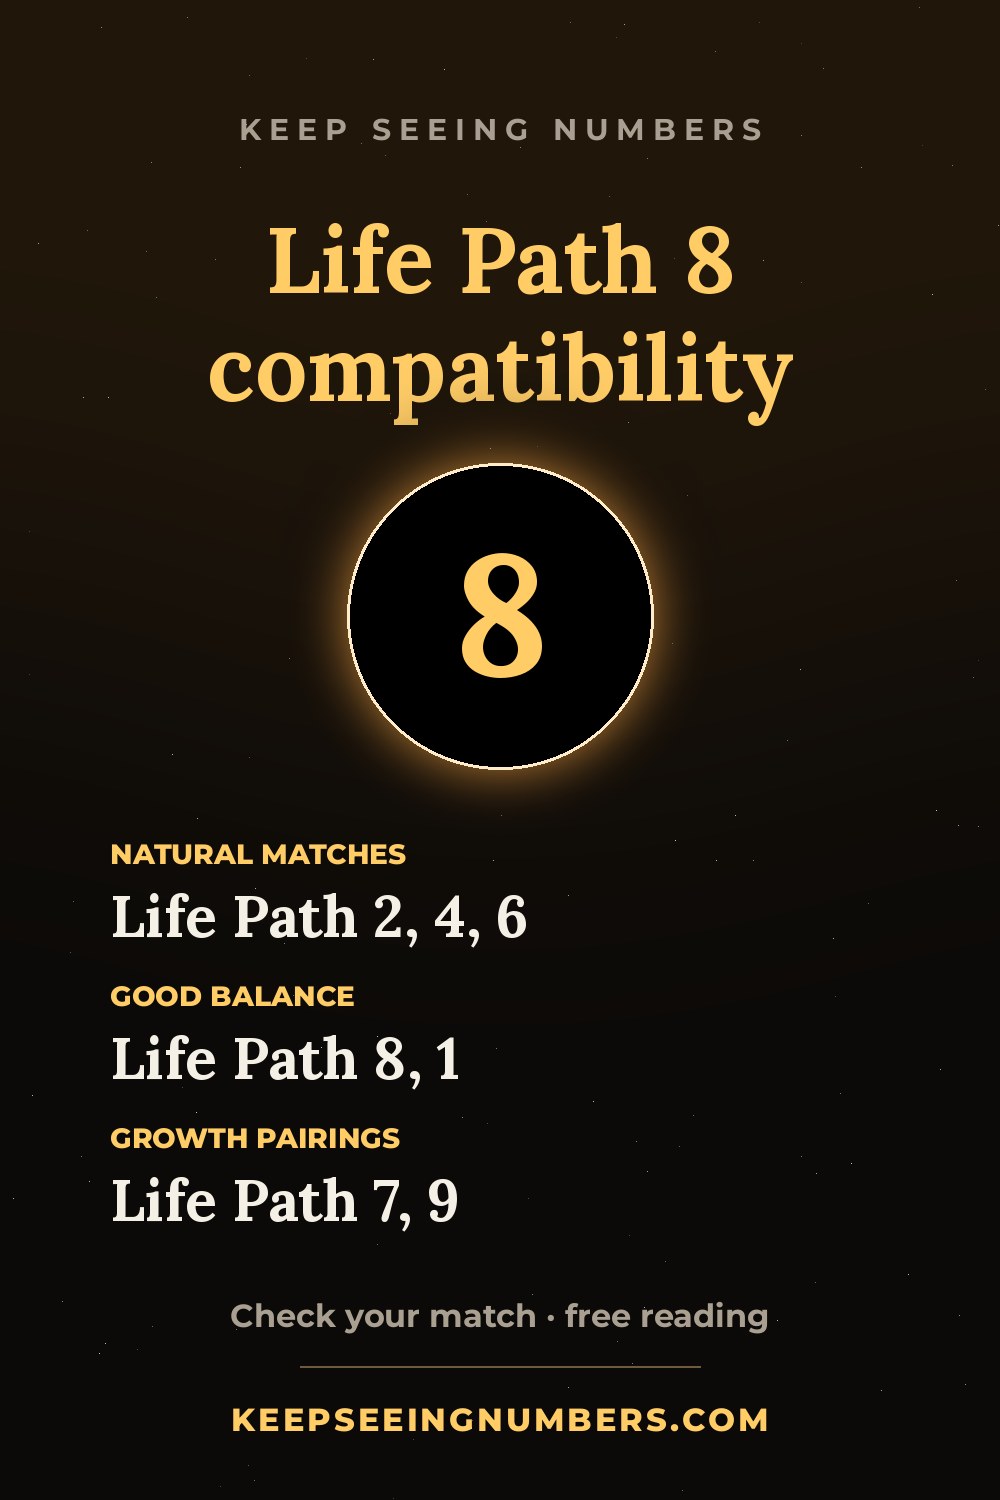 KEEP SEEING NUMBERS
Life Path 8
compatibility
8
NATURAL MATCHES
Life Path 2, 4, 6
GOOD BALANCE
Life Path 8, 1
GROWTH PAIRINGS
Life Path 7, 9
Check your match · free reading
KEEPSEEINGNUMBERS.COM